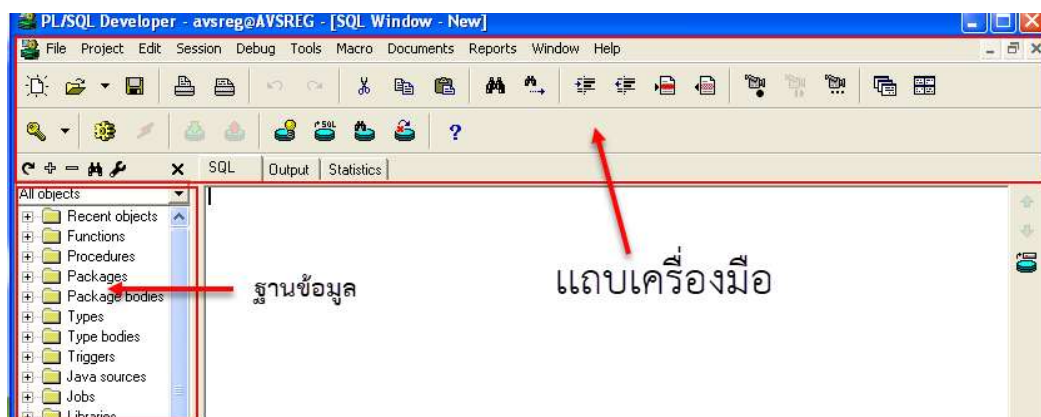 PL/SQL Developer - avsreg@AVSREG - [SQL Window - New]
File Project Edit Session Debug Tools Macro Documents Reports Window Help
SQL
?
SQL Output Statistics
All objects
Recent objects
Functions
Procedures
Packages
Package bodies
Types
Type bodies
Triggers
Java sources
Jobs
Libraries
ฐานข้อมูล
แถบเครื่องมือ